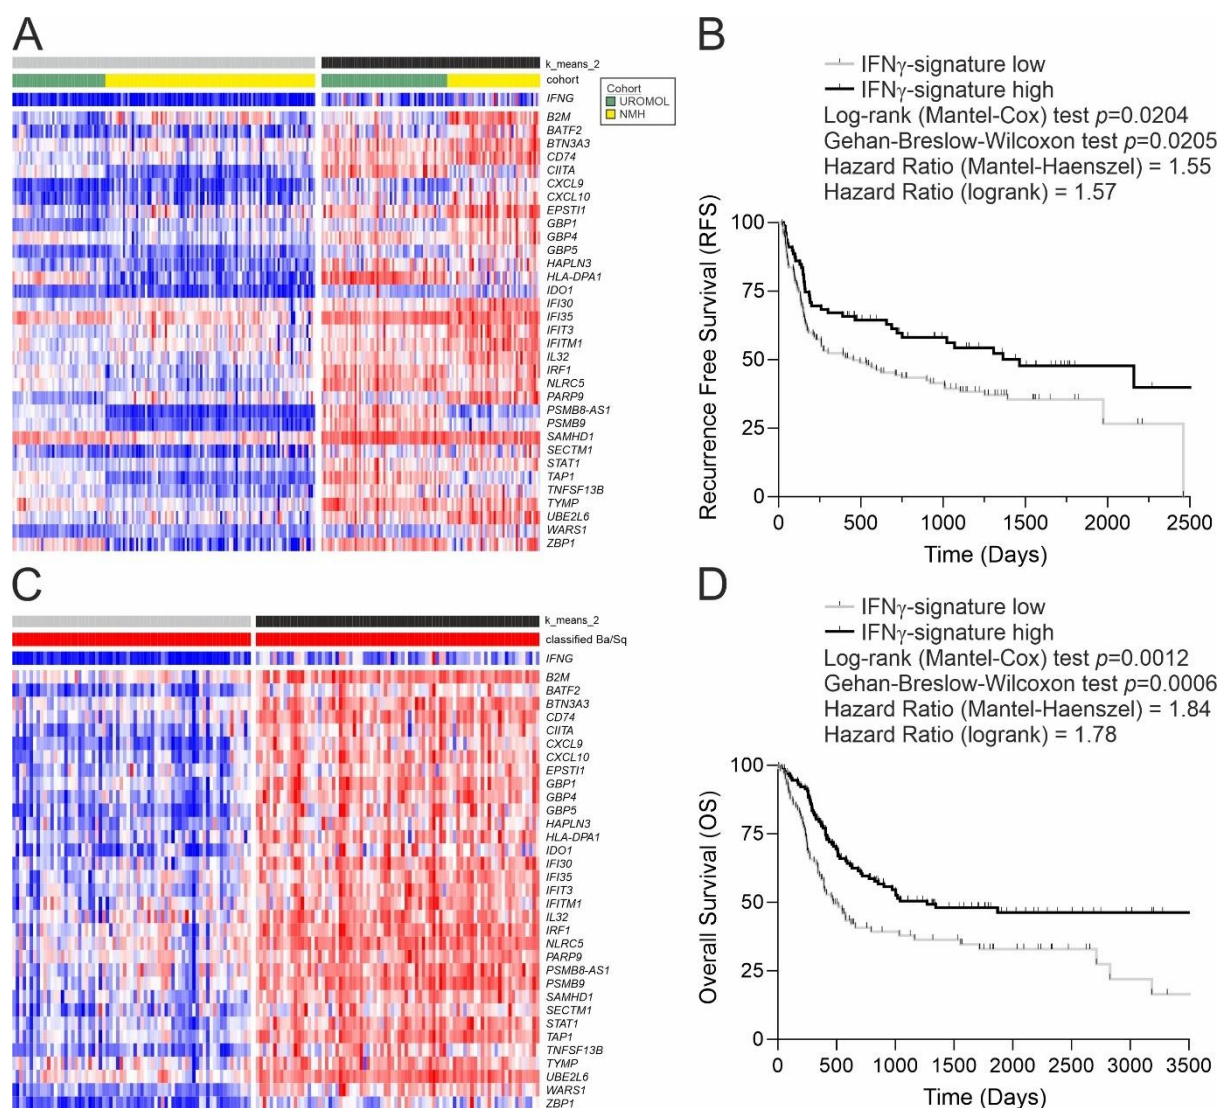 A
k_means_2
cohort
Cohort
UROMOL
NMH
IFNG
B2M
BATF2
BTN3A3
CD74
CIITA
CXCL9
CXCL10
EPSTI1
GBP1
GBP4
GBP5
HAPLN3
HLA-DPA1
IDO1
IFI30
IFI35
IFIT3
IFITM1
IL32
IRF1
NLRC5
PARP9
PSMB8-AS1
PSMB9
SAMHD1
SECTM1
STAT1
TAP1
TNFSF13B
TYMP
UBE2L6
WARS1
ZBP1
B
IFNγ-signature low
IFNγ-signature high
Log-rank (Mantel-Cox) test p=0.0204
Gehan-Breslow-Wilcoxon test p=0.0205
Hazard Ratio (Mantel-Haenszel) = 1.55
Hazard Ratio (logrank) = 1.57
Recurrence Free Survival (RFS)
100
75
50
25
0
0 500 1000 1500 2000 2500
Time (Days)
C
k_means_2
classified Ba/Sq
IFNG
B2M
BATF2
BTN3A3
CD74
CIITA
CXCL9
CXCL10
EPSTI1
GBP1
GBP4
GBP5
HAPLN3
HLA-DPA1
IDO1
IFI30
IFI35
IFIT3
IFITM1
IL32
IRF1
NLRC5
PARP9
PSMB8-AS1
PSMB9
SAMHD1
SECTM1
STAT1
TAP1
TNFSF13B
TYMP
UBE2L6
WARS1
ZBP1
D
IFNγ-signature low
IFNγ-signature high
Log-rank (Mantel-Cox) test p=0.0012
Gehan-Breslow-Wilcoxon test p=0.0006
Hazard Ratio (Mantel-Haenszel) = 1.84
Hazard Ratio (logrank) = 1.78
Overall Survival (OS)
100
75
50
25
0
0 500 1000 1500 2000 2500 3000 3500
Time (Days)